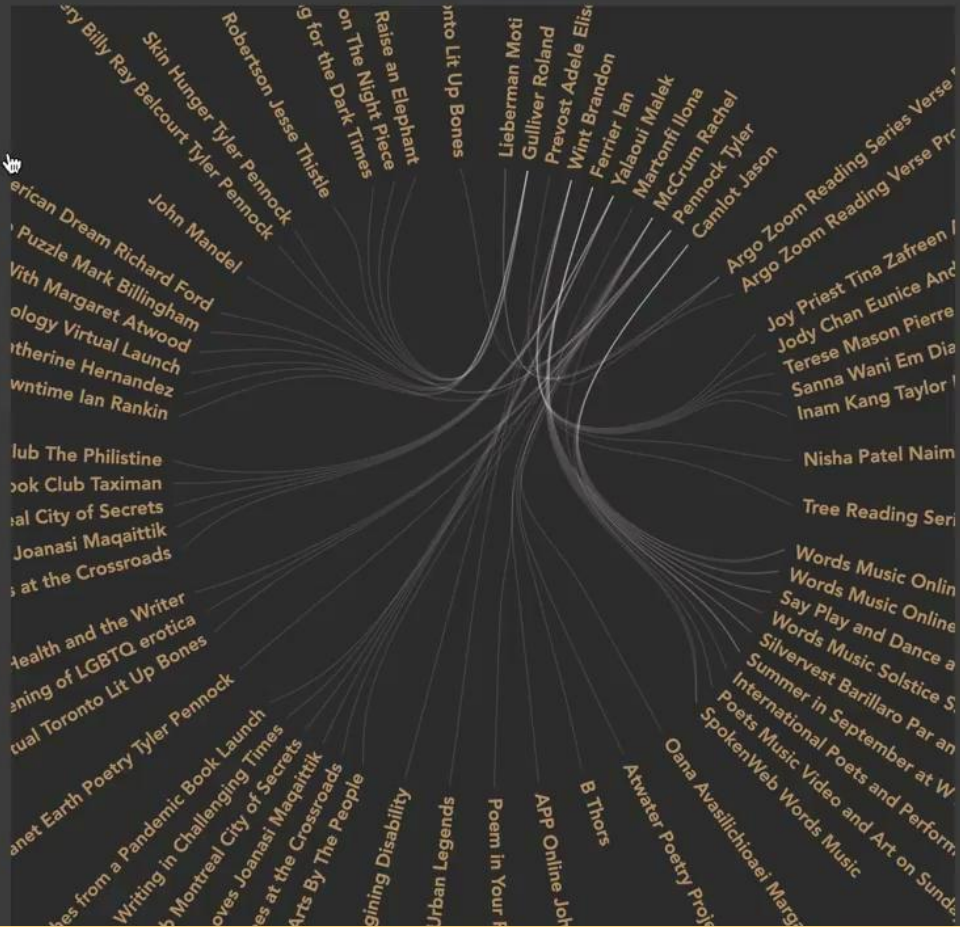 Billy Ray Belcourt Tyler Pennock
Skin Hunger Tyler Pennock
Robertson Jesse Thistle
for the Dark Times
on The Night Piece
Raise an Elephant
Lit Up Bones
Lieberman Moti
Gulliver Roland
Prevost Adele Elise
Wint Brandon
Ferrier Ian
Yalaoui Malek
Martonfi Ilona
McCrum Rachel
Pennock Tyler
Camlot Jason
Argo Zoom Reading Series Verse
Argo Zoom Reading Verse
Joy Priest Tina Zafreen
Jody Chan Eunice
Terese Mason Pierre
Sanna Wani Em
Inam Kang Taylor
Nisha Patel
Tree Reading
Words Music
Words Music Online
Say Play and Dance
Words Music Solstice
Silvervest Barillaro Par
Summer in September at W
International Poets and
Poets Music Video and Art on
SpokenWeb Words Music
Oana Avasilichioaei
Atwater Poetry
B Thors
APP Online
Poem in Your
Urban Legends
Disability
Arts By The People
at the Crossroads
Joanasi Maqaittik
Montreal City of Secrets
Writing in Challenging Times
from a Pandemic Book Launch
Earth Poetry Tyler Pennock
Toronto Lit Up Bones
of LGBTQ erotica
Health and the Writer
at the Crossroads
Joanasi Maqaittik
City of Secrets
Club Taximan
The Philistine
Ian Rankin
Hernandez
Virtual Launch
Margaret Atwood
Puzzle Mark Billingham
Dream Richard Ford
John Mandel